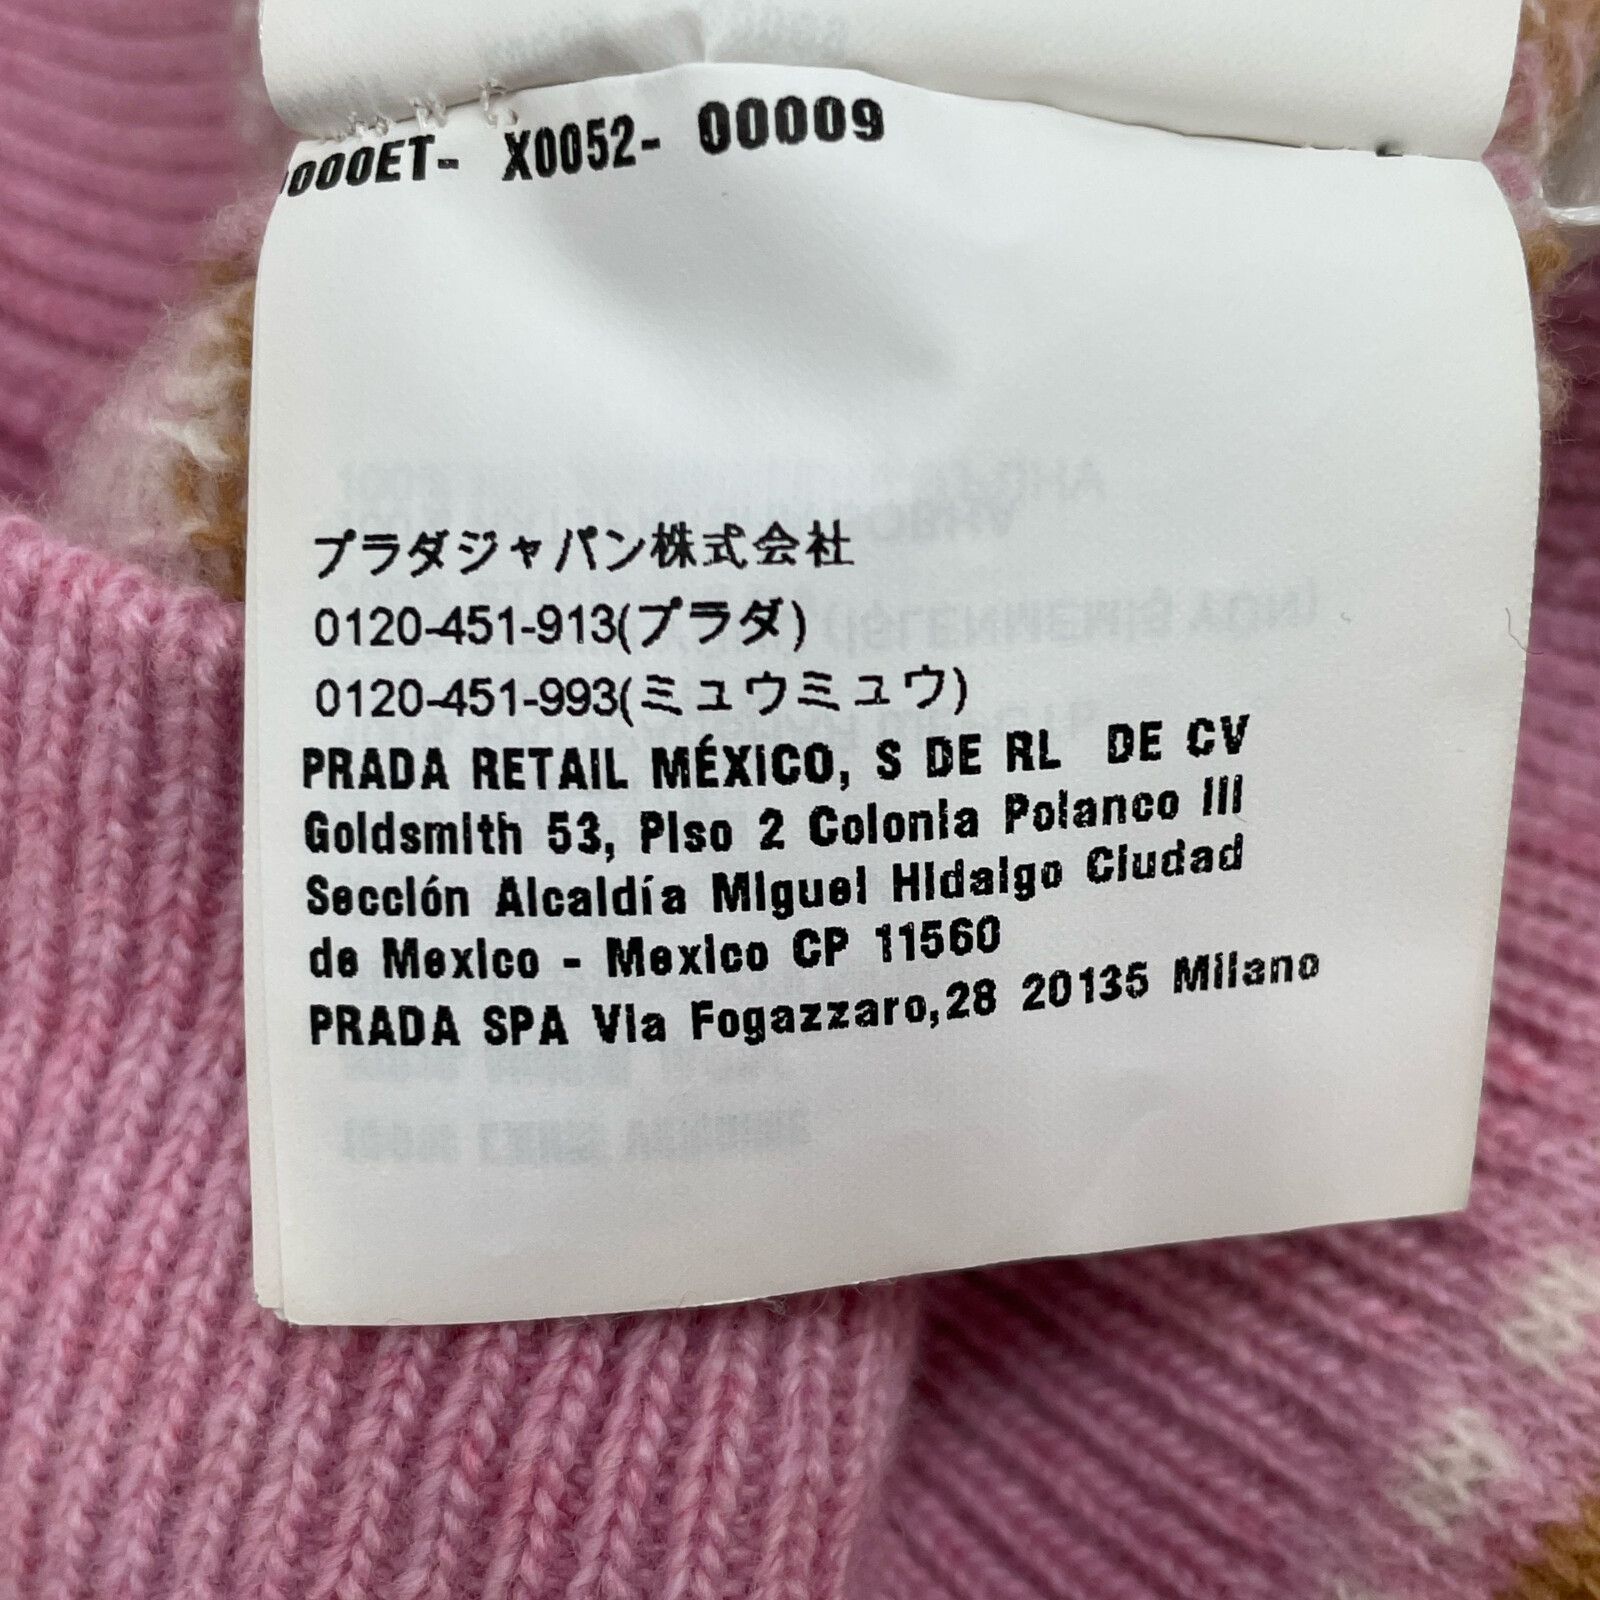 000ET- X0052- 00009
プラダジャパン株式会社
0120-451-913(プラダ)
0120-451-993(ミュウミュウ)
PRADA RETAIL MÉXICO, S DE RL DE CV
Goldsmith 53, Piso 2 Colonia Polanco III
Sección Alcaldía Miguel Hidalgo Ciudad
de Mexico - Mexico CP 11560
PRADA SPA Via Fogazzaro,28 20135 Milano